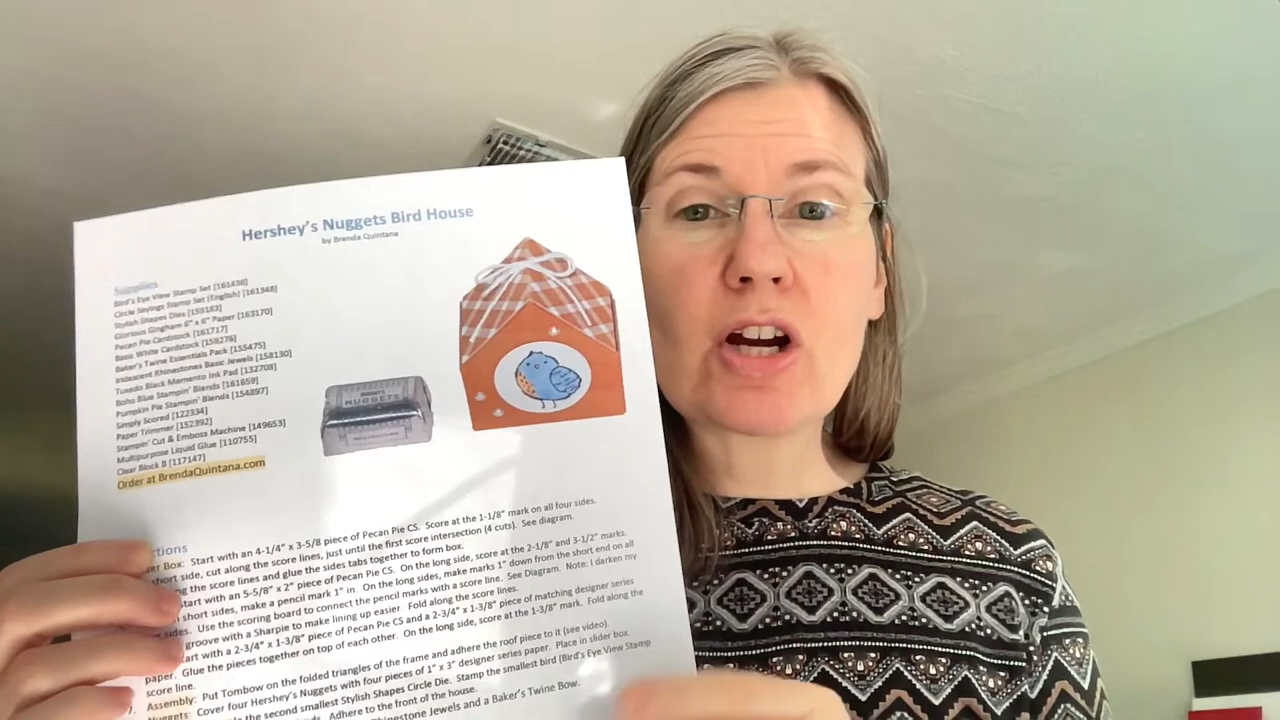 Hershey's Nuggets Bird House
by Brenda Quintana
Supplies
Bird's Eye View Stamp Set [161436]
Circle Sayings Stamp Set (English) [161348]
Stylish Shapes Dies [159183]
Glorious Gingham 6" x 6" Paper [163170]
Pecan Pie Cardstock [161717]
Basic White Cardstock [159276]
Baker's Twine Essentials Pack [155475]
Iridescent Rhinestones Basic Jewels [158130]
Tuxedo Black Memento Ink Pad [132708]
Boho Blue Stampin' Blends [161659]
Pumpkin Pie Stampin' Blends [154897]
Simply Scored [122334]
Paper Trimmer [152392]
Stampin' Cut & Emboss Machine [149653]
Multipurpose Liquid Glue [110755]
Clear Block B [117147]
Order at BrendaQuintana.com
HERSHEY'S
NUGGETS
ctions
er Box: Start with an 4-1/4" x 3-5/8 piece of Pecan Pie CS. Score at the 1-1/8" mark on all four sides.
short side, cut along the score lines, just until the first score intersection (4 cuts). See diagram.
ng the score lines and glue the sides tabs together to form box.
tart with an 5-5/8" x 2" piece of Pecan Pie CS. On the long side, score at the 2-1/8" and 3-1/2" marks.
short sides, make a pencil mark 1" in. On the long sides, make marks 1" down from the short end on all
sides. Use the scoring board to connect the pencil marks with a score line. See Diagram. Note: I darken my
groove with a Sharpie to make lining up easier. Fold along the score lines.
art with a 2-3/4" x 1-3/8" piece of Pecan Pie CS and a 2-3/4" x 1-3/8" piece of matching designer series
paper. Glue the pieces together on top of each other. On the long side, score at the 1-3/8" mark. Fold along the
score line.
Assembly: Put Tombow on the folded triangles of the frame and adhere the roof piece to it (see video).
Nuggets: Cover four Hershey's Nuggets with four pieces of 1" x 3" designer series paper. Place in slider box.
the second smallest Stylish Shapes Circle Die. Stamp the smallest bird (Bird's Eye View Stamp
Adhere to the front of the house.
hinestone Jewels and a Baker's Twine Bow.